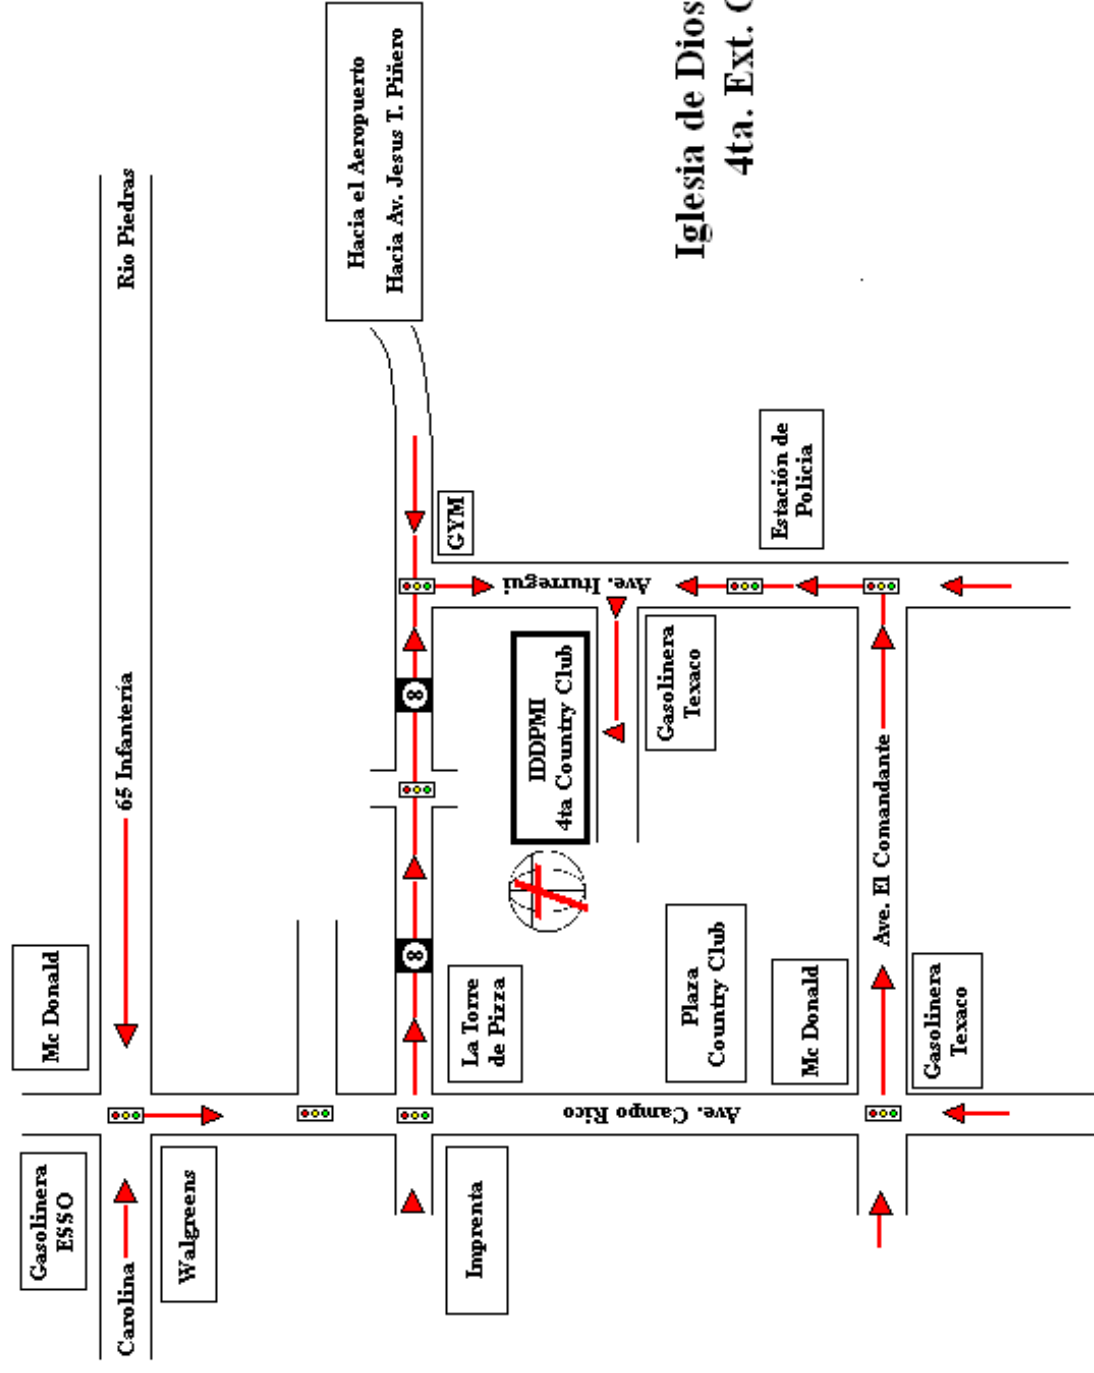 Gasolinera
ESSO
Mc Donald
Carolina
65 Infantería
Rio Piedras
Walgreens
Hacia el Aeropuerto
Hacia Av. Jesus T. Piñero
8
8
GYM
Imprenta
La Torre
de Pizza
IDDPMI
4ta Country Club
Ave. Iturregui
Ave. Campo Rico
Gasolinera
Texaco
Plaza
Country Club
Estación de
Policia
Mc Donald
Ave. El Comandante
Gasolinera
Texaco
Iglesia de Dios
4ta. Ext.